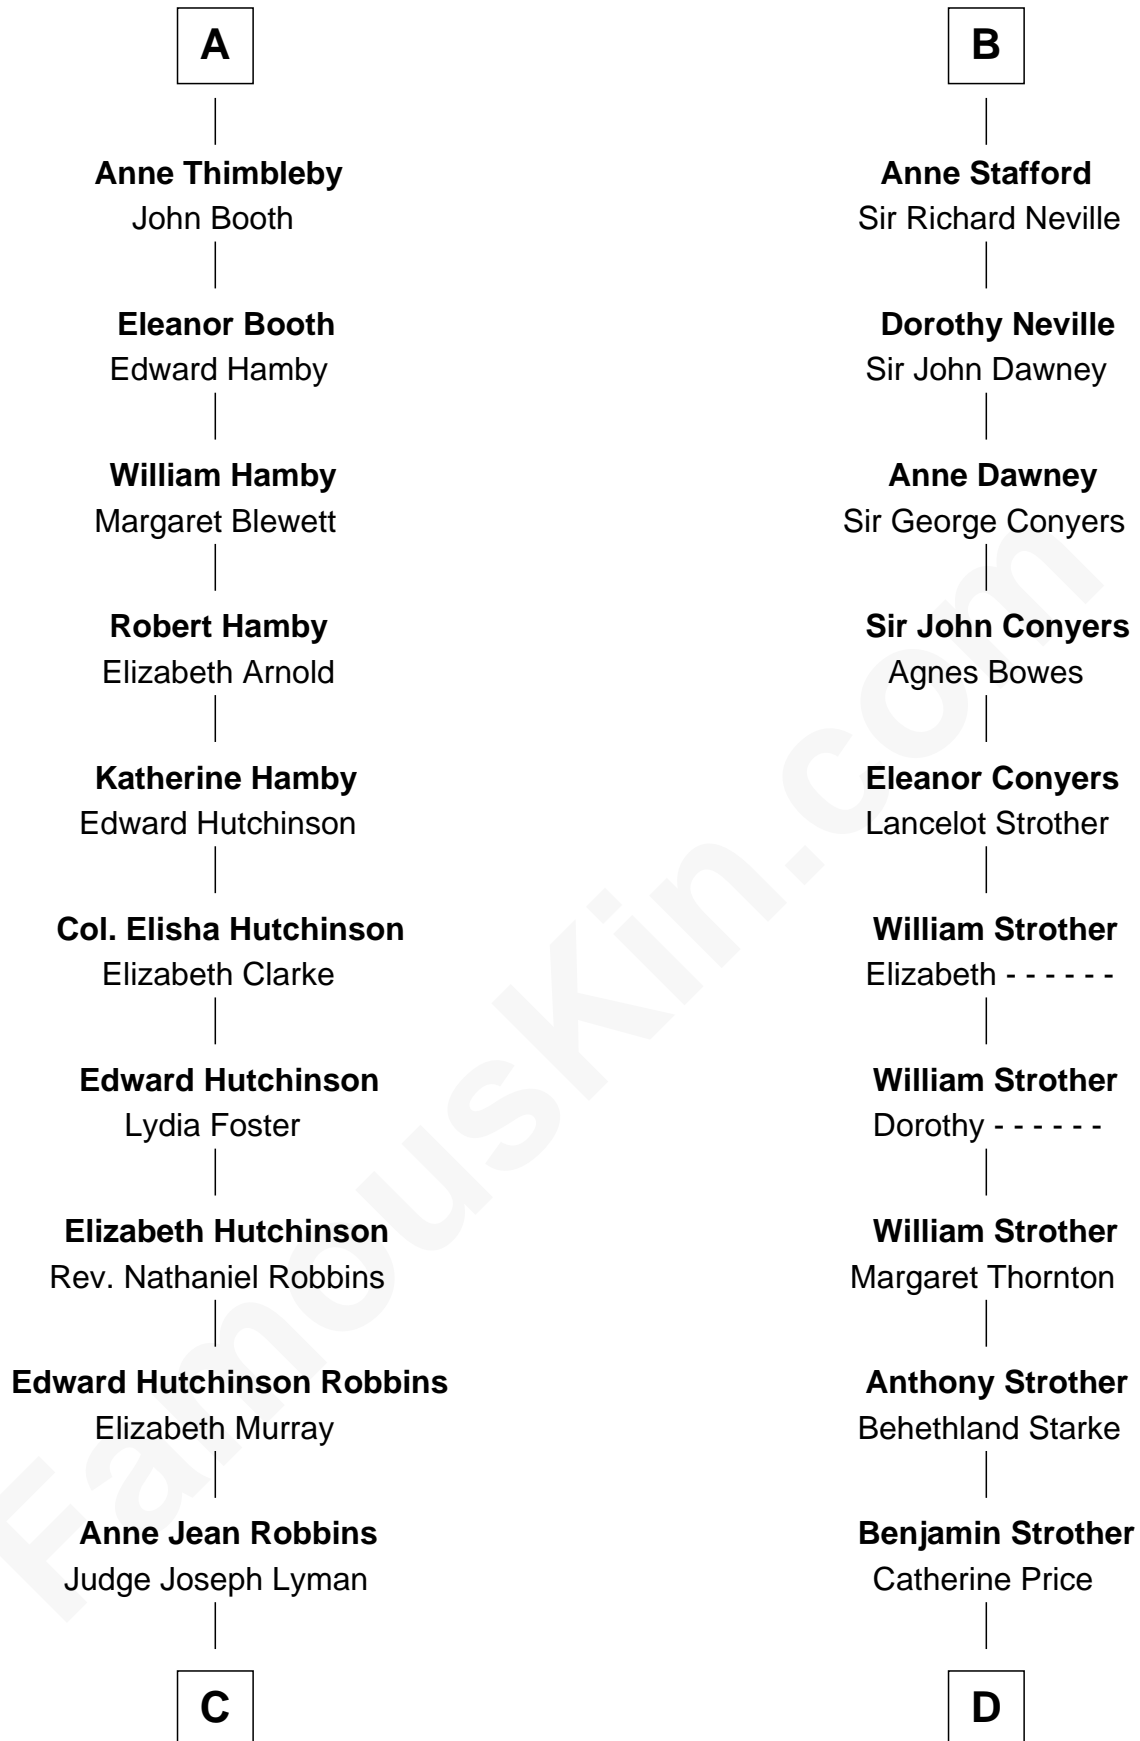 A
Anne Thimbleby
John Booth
Eleanor Booth
Edward Hamby
William Hamby
Margaret Blewett
Robert Hamby
Elizabeth Arnold
Katherine Hamby
Edward Hutchinson
Col. Elisha Hutchinson
Elizabeth Clarke
Edward Hutchinson
Lydia Foster
Elizabeth Hutchinson
Rev. Nathaniel Robbins
Edward Hutchinson Robbins
Elizabeth Murray
Anne Jean Robbins
Judge Joseph Lyman
C
B
Anne Stafford
Sir Richard Neville
Dorothy Neville
Sir John Dawney
Anne Dawney
Sir George Conyers
Sir John Conyers
Agnes Bowes
Eleanor Conyers
Lancelot Strother
William Strother
Elizabeth - - - - - -
William Strother
Dorothy - - - - - -
William Strother
Margaret Thornton
Anthony Strother
Behethland Starke
Benjamin Strother
Catherine Price
D
FamousKin.com